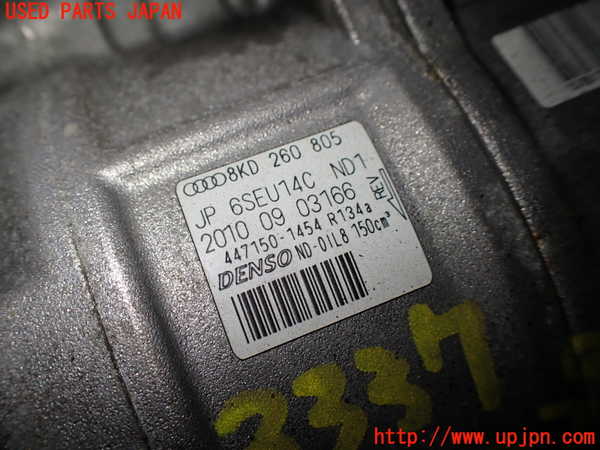 USED PARTS JAPAN
8KD 260 805
JP 6SEU14C ND1
2010 09 03166
447150-1454 R134a
REV
DENSO ND-OIL8 150cm³
3337
http://www.upjpn.com/